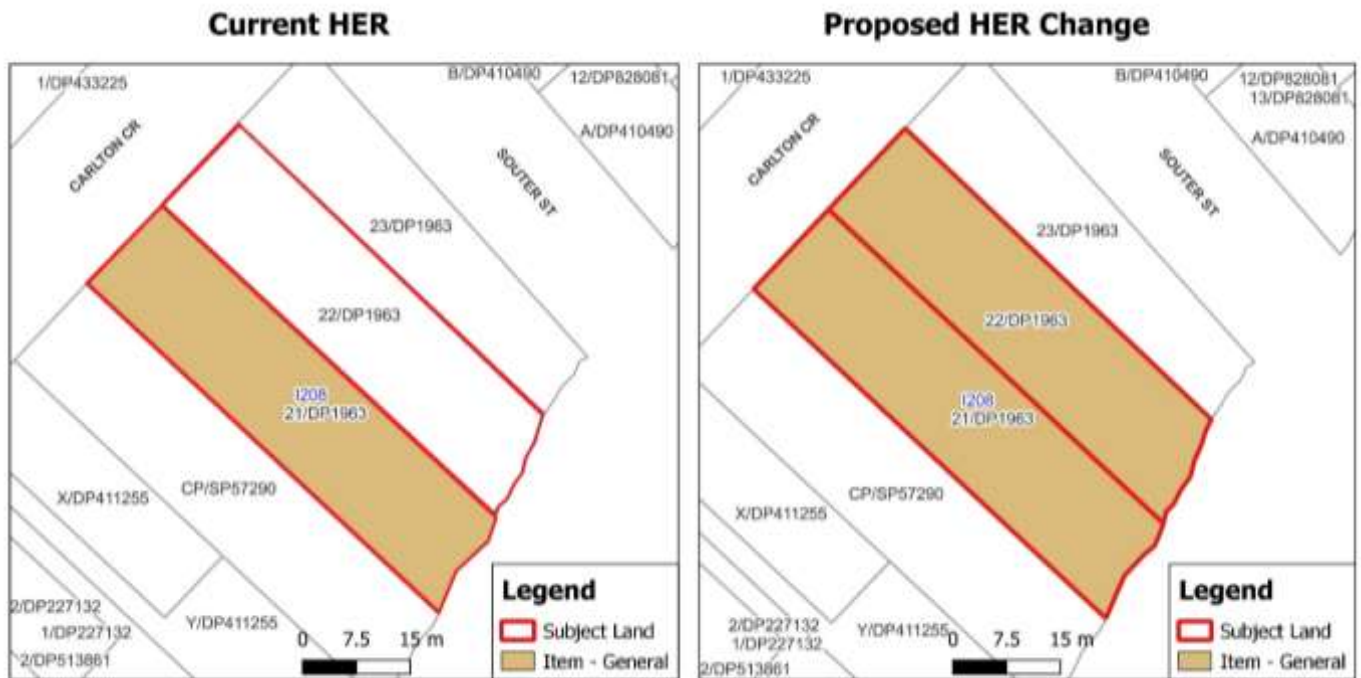 Current HER
1/DP433225
B/DP410490
12/DP828081
A/DP410490
CARLTON CR
SOUTER ST
23/DP1963
22/DP1963
I208
21/DP1963
CP/SP57290
X/DP411255
2/DP227132
1/DP227132
2/DP513861
Y/DP411255
0 7.5 15 m
Legend
Subject Land
Item - General
Proposed HER Change
1/DP433225
B/DP410490
12/DP828081
13/DP828081
A/DP410490
CARLTON CR
SOUTER ST
23/DP1963
22/DP1963
I208
21/DP1963
CP/SP57290
X/DP411255
2/DP227132
1/DP227132
2/DP513861
Y/DP411255
0 7.5 15 m
Legend
Subject Land
Item - General